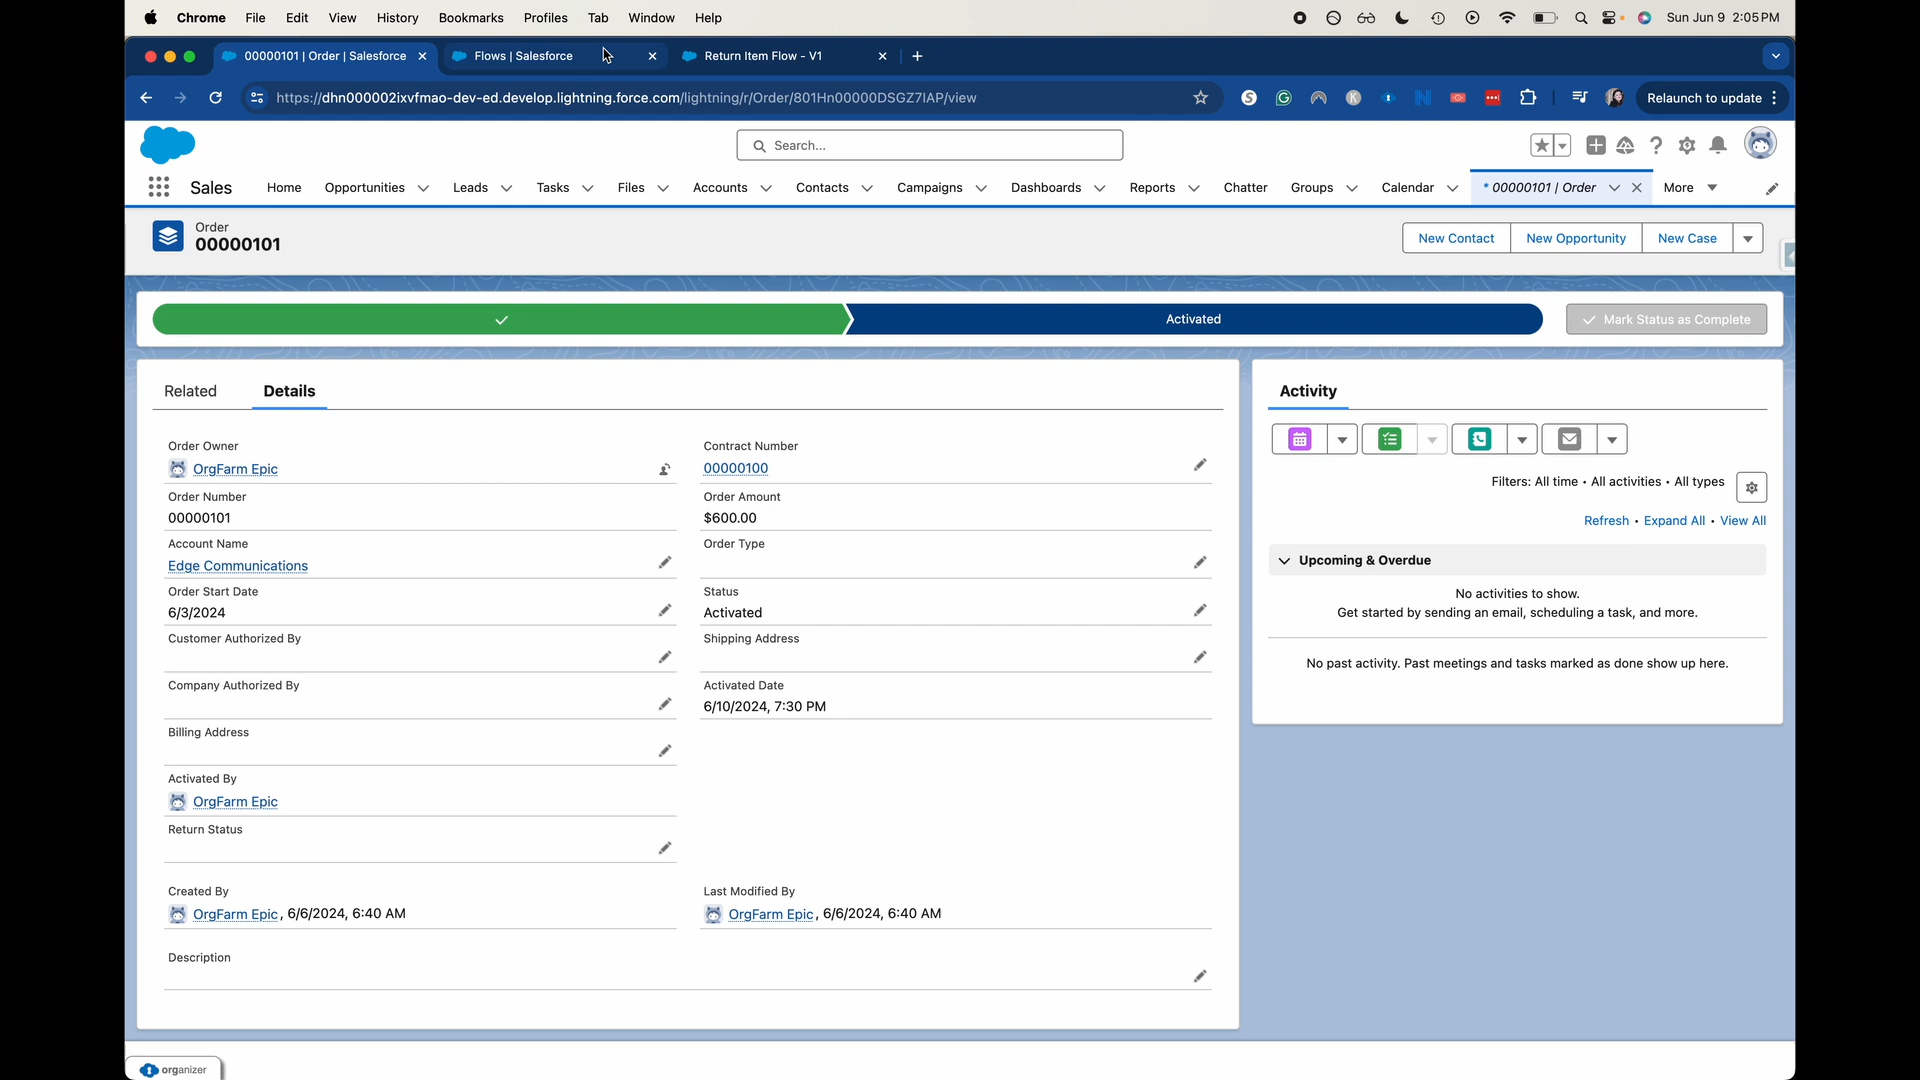 Chrome File Edit View History Bookmarks Profiles Tab Window Help Sun Jun 9 2:05 PM
00000101 | Order | Salesforce Flows | Salesforce Return Item Flow - V1
https://dhn000002ixvfmao-dev-ed.develop.lightning.force.com/lightning/r/Order/801Hn00000DSGZ7IAP/view Relaunch to update
Search...
Sales Home Opportunities Leads Tasks Files Accounts Contacts Campaigns Dashboards Reports Chatter Groups Calendar * 00000101 | Order More
Order
00000101
New Contact New Opportunity New Case
Activated Mark Status as Complete
Related Details
Activity
Order Owner Contract Number
OrgFarm Epic 00000100
Order Number Order Amount
00000101 $600.00
Account Name Order Type
Edge Communications
Order Start Date Status
6/3/2024 Activated
Customer Authorized By Shipping Address
Company Authorized By Activated Date
6/10/2024, 7:30 PM
Billing Address
Activated By
OrgFarm Epic
Return Status
Created By Last Modified By
OrgFarm Epic, 6/6/2024, 6:40 AM OrgFarm Epic, 6/6/2024, 6:40 AM
Description
Filters: All time • All activities • All types
Refresh • Expand All • View All
Upcoming & Overdue
No activities to show.
Get started by sending an email, scheduling a task, and more.
No past activity. Past meetings and tasks marked as done show up here.
organizer